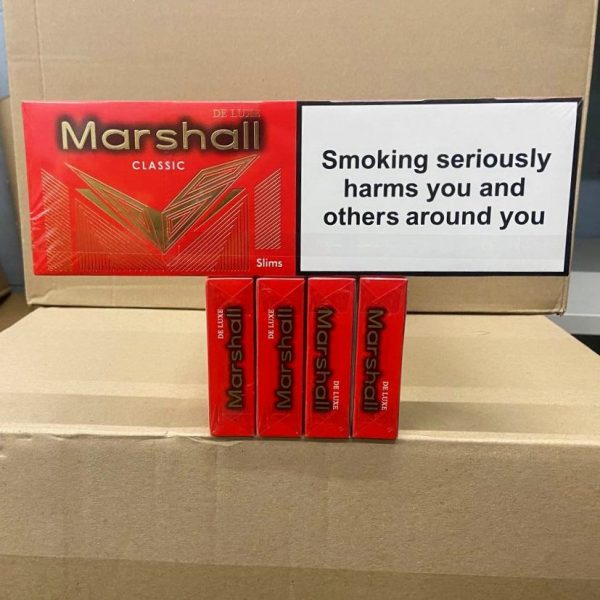 DE LUXE
Marshall
CLASSIC
Slims
Smoking seriously
harms you and
others around you
DE LUXE
Marshall
DE LUXE
Marshall
Marshall
DE LUXE
Marshall
DE LUXE